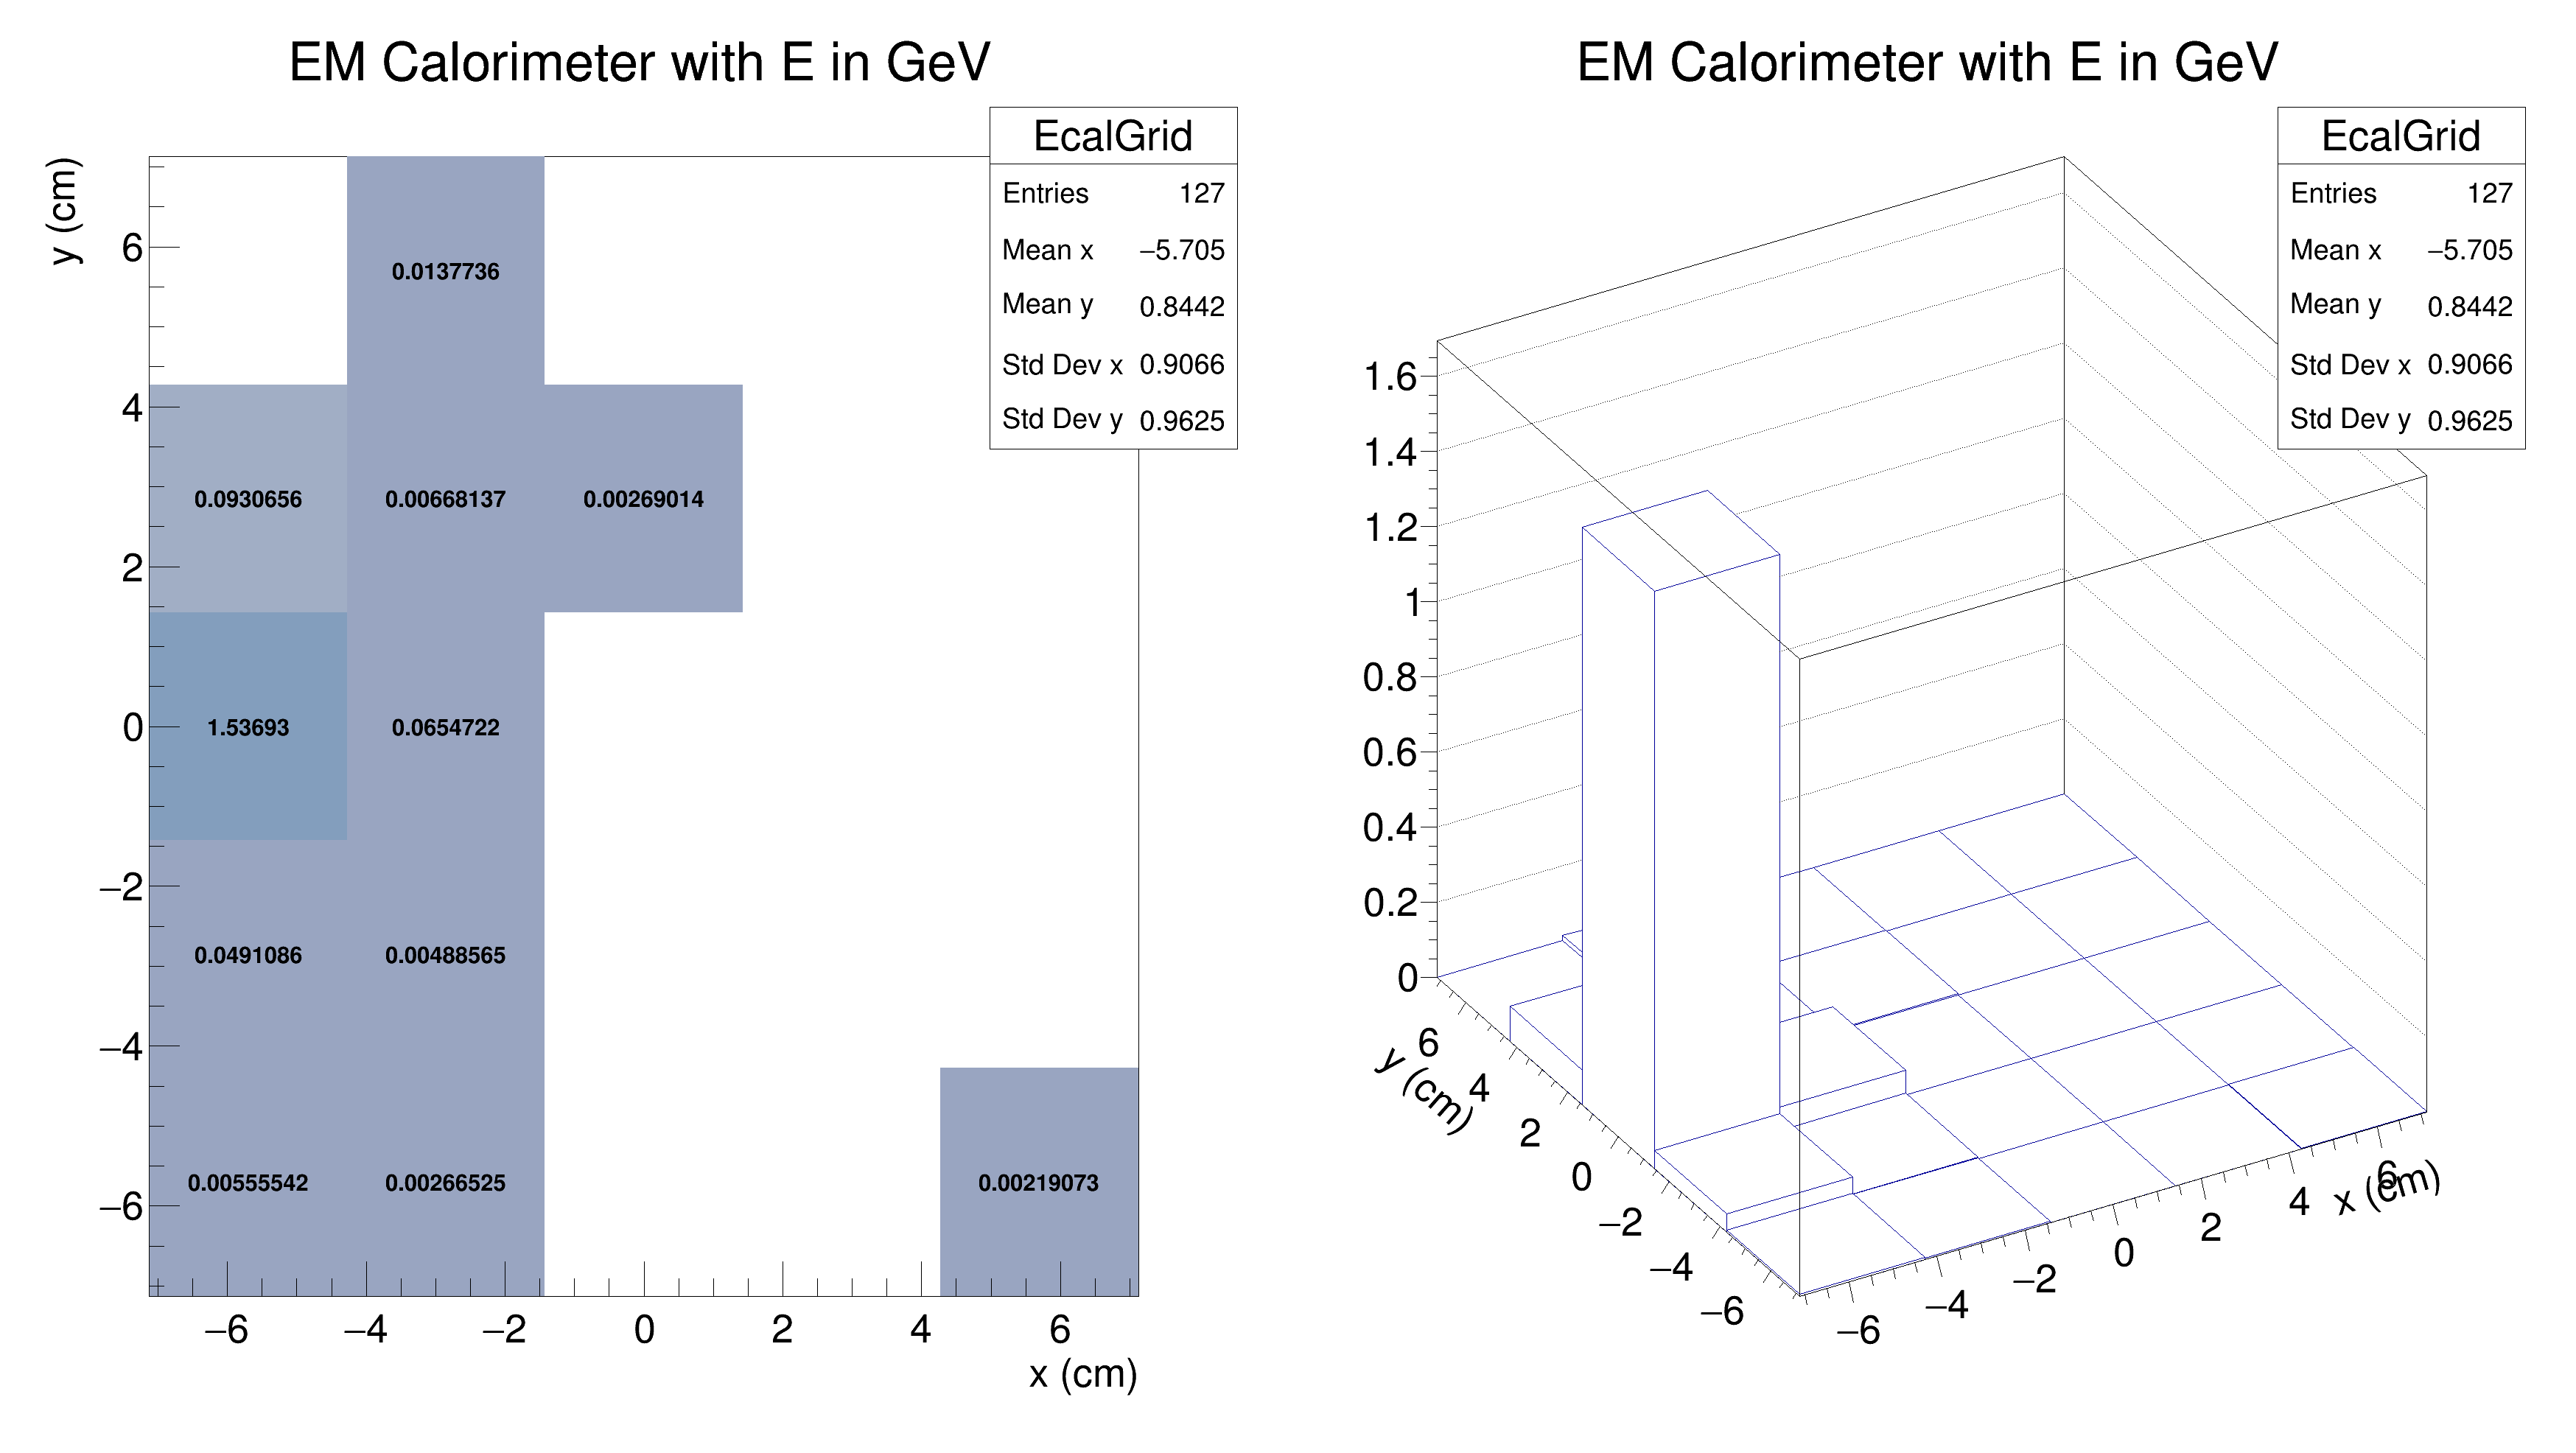 EM Calorimeter with E in GeV
EcalGrid
Entries 127
Mean x −5.705
Mean y 0.8442
Std Dev x 0.9066
Std Dev y 0.9625
y (cm)
6
4
2
0
−2
−4
−6
0.0137736
0.0930656 0.00668137 0.00269014
1.53693 0.0654722
0.0491086 0.00488565
0.00555542 0.00266525 0.00219073
−6 −4 −2 0 2 4 6
x (cm)
EM Calorimeter with E in GeV
EcalGrid
Entries 127
Mean x −5.705
Mean y 0.8442
Std Dev x 0.9066
Std Dev y 0.9625
1.6
1.4
1.2
1
0.8
0.6
0.4
0.2
0
y (cm)
6
4
2
0
−2
−4
−6
−6 −4 −2 0 2 4 6
x (cm)